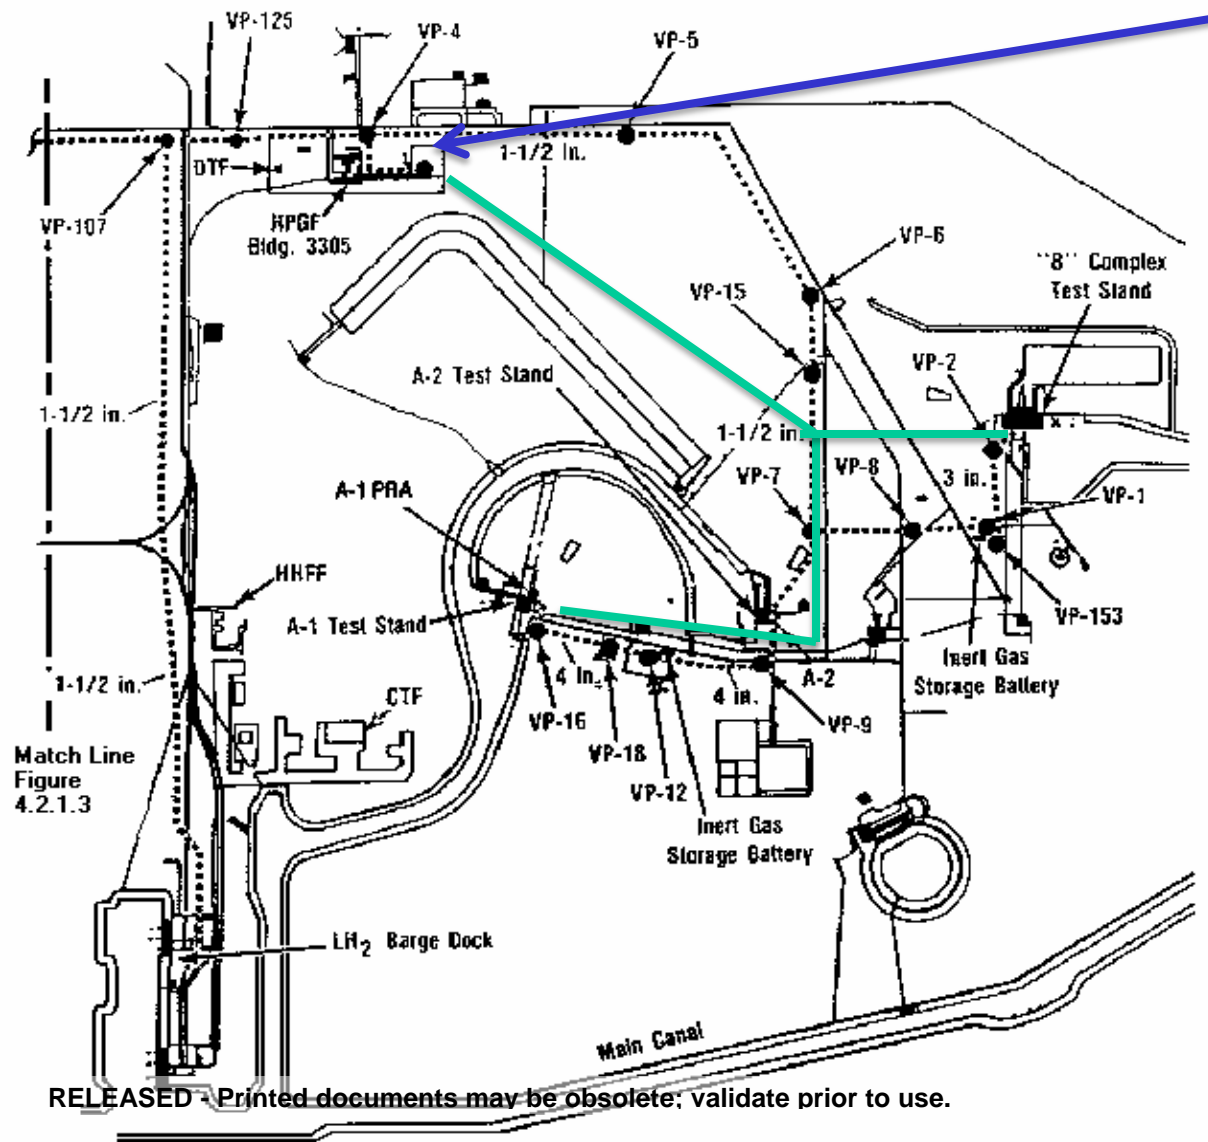 VP-125
VP-4
VP-5
1-1/2 in.
DTF
VP-107
HPGF
Bldg. 3305
VP-6
"B" Complex
Test Stand
VP-15
VP-2
A-2 Test Stand
1-1/2 in.
1-1/2 in.
VP-7
VP-8
3 in.
VP-1
A-1 PRA
HHFF
A-1 Test Stand
VP-153
Inert Gas
Storage Battery
1-1/2 in.
4 in.
A-2
4 in.
CTF
VP-16
VP-9
VP-18
VP-12
Match Line
Figure
4.2.1.3
Inert Gas
Storage Battery
LH2 Barge Dock
Main Canal
RELEASED - Printed documents may be obsolete; validate prior to use.